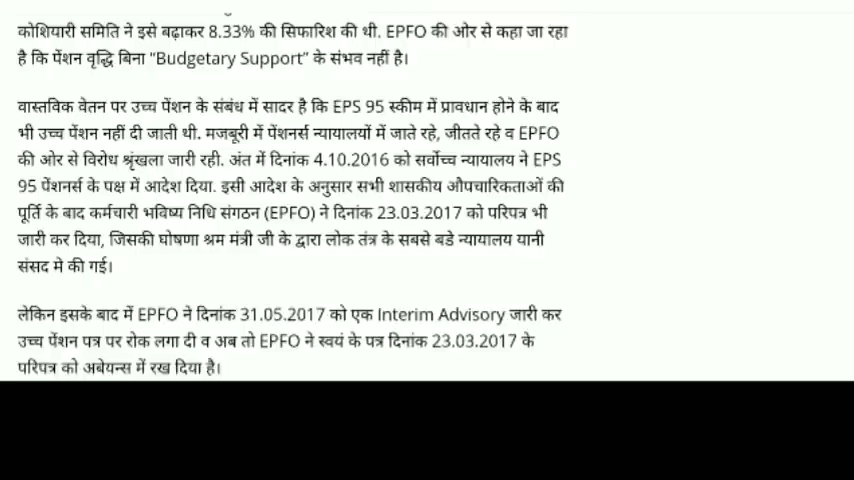 कोशियारी समिति ने इसे बढ़ाकर 8.33% की सिफारिश की थी. EPFO की ओर से कहा जा रहा
है कि पेंशन वृद्धि बिना “Budgetary Support” के संभव नहीं है।
वास्तविक वेतन पर उच्च पेंशन के संबंध में सादर है कि EPS 95 स्कीम में प्रावधान होने के बाद
भी उच्च पेंशन नहीं दी जाती थी. मजबूरी में पेंशनर्स न्यायालयों में जाते रहे, जीतते रहे व EPFO
की ओर से विरोध श्रृंखला जारी रही. अंत में दिनांक 4.10.2016 को सर्वोच्च न्यायालय ने EPS
95 पेंशनर्स के पक्ष में आदेश दिया. इसी आदेश के अनुसार सभी शासकीय औपचारिकताओं की
पूर्ति के बाद कर्मचारी भविष्य निधि संगठन (EPFO) ने दिनांक 23.03.2017 को परिपत्र भी
जारी कर दिया, जिसकी घोषणा श्रम मंत्री जी के द्वारा लोक तंत्र के सबसे बडे न्यायालय यानी
संसद मे की गई।
लेकिन इसके बाद में EPFO ने दिनांक 31.05.2017 को एक Interim Advisory जारी कर
उच्च पेंशन पत्र पर रोक लगा दी व अब तो EPFO ने स्वयं के पत्र दिनांक 23.03.2017 के
परिपत्र को अबेयन्स में रख दिया है।